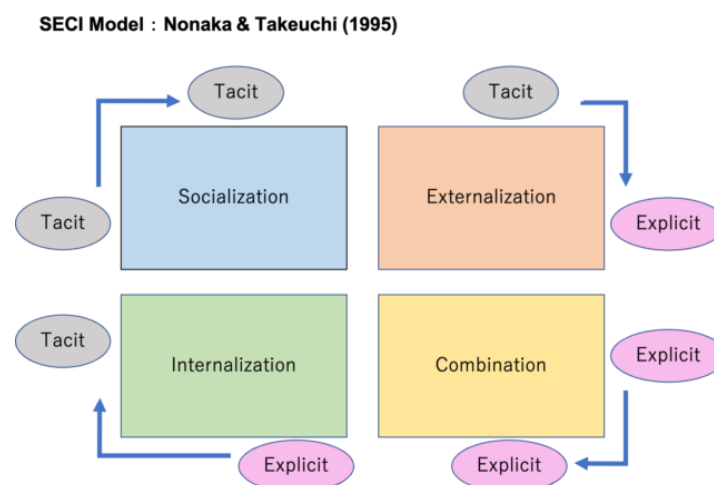 SECI Model：Nonaka & Takeuchi (1995)
Tacit
Tacit
Socialization
Externalization
Tacit
Explicit
Tacit
Internalization
Combination
Explicit
Explicit
Explicit